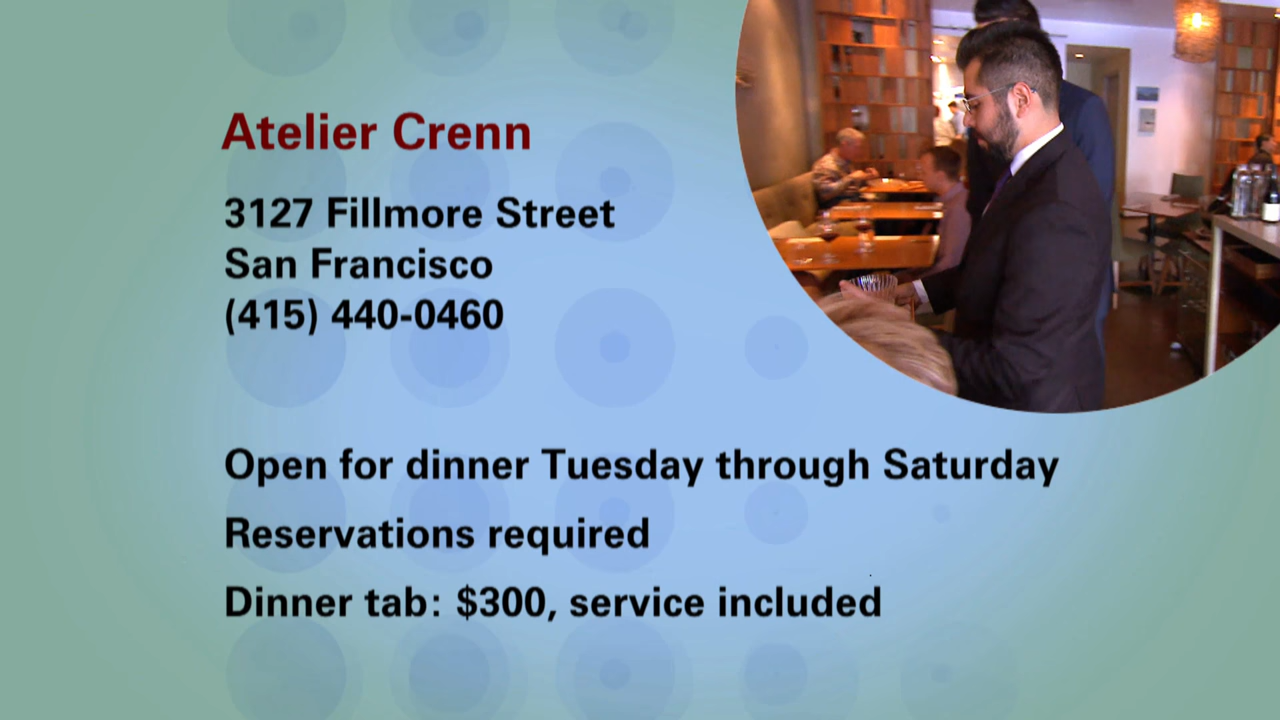 Atelier Crenn
3127 Fillmore Street
San Francisco
(415) 440-0460
Open for dinner Tuesday through Saturday
Reservations required
Dinner tab: $300, service included